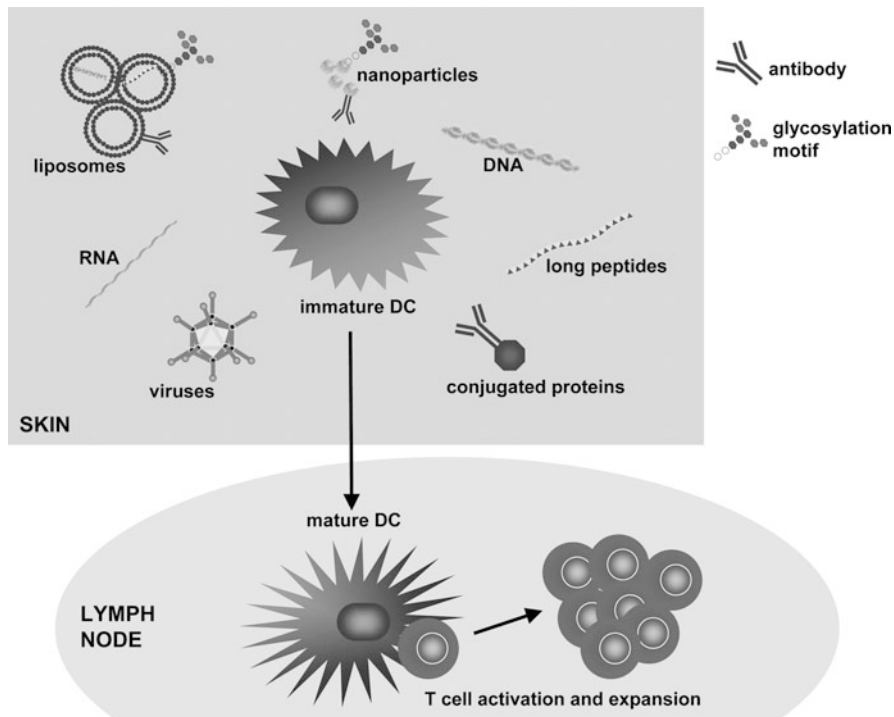 nanoparticles
antibody
liposomes
DNA
glycosylation
motif
RNA
long peptides
immature DC
viruses
conjugated proteins
SKIN
mature DC
LYMPH
NODE
T cell activation and expansion